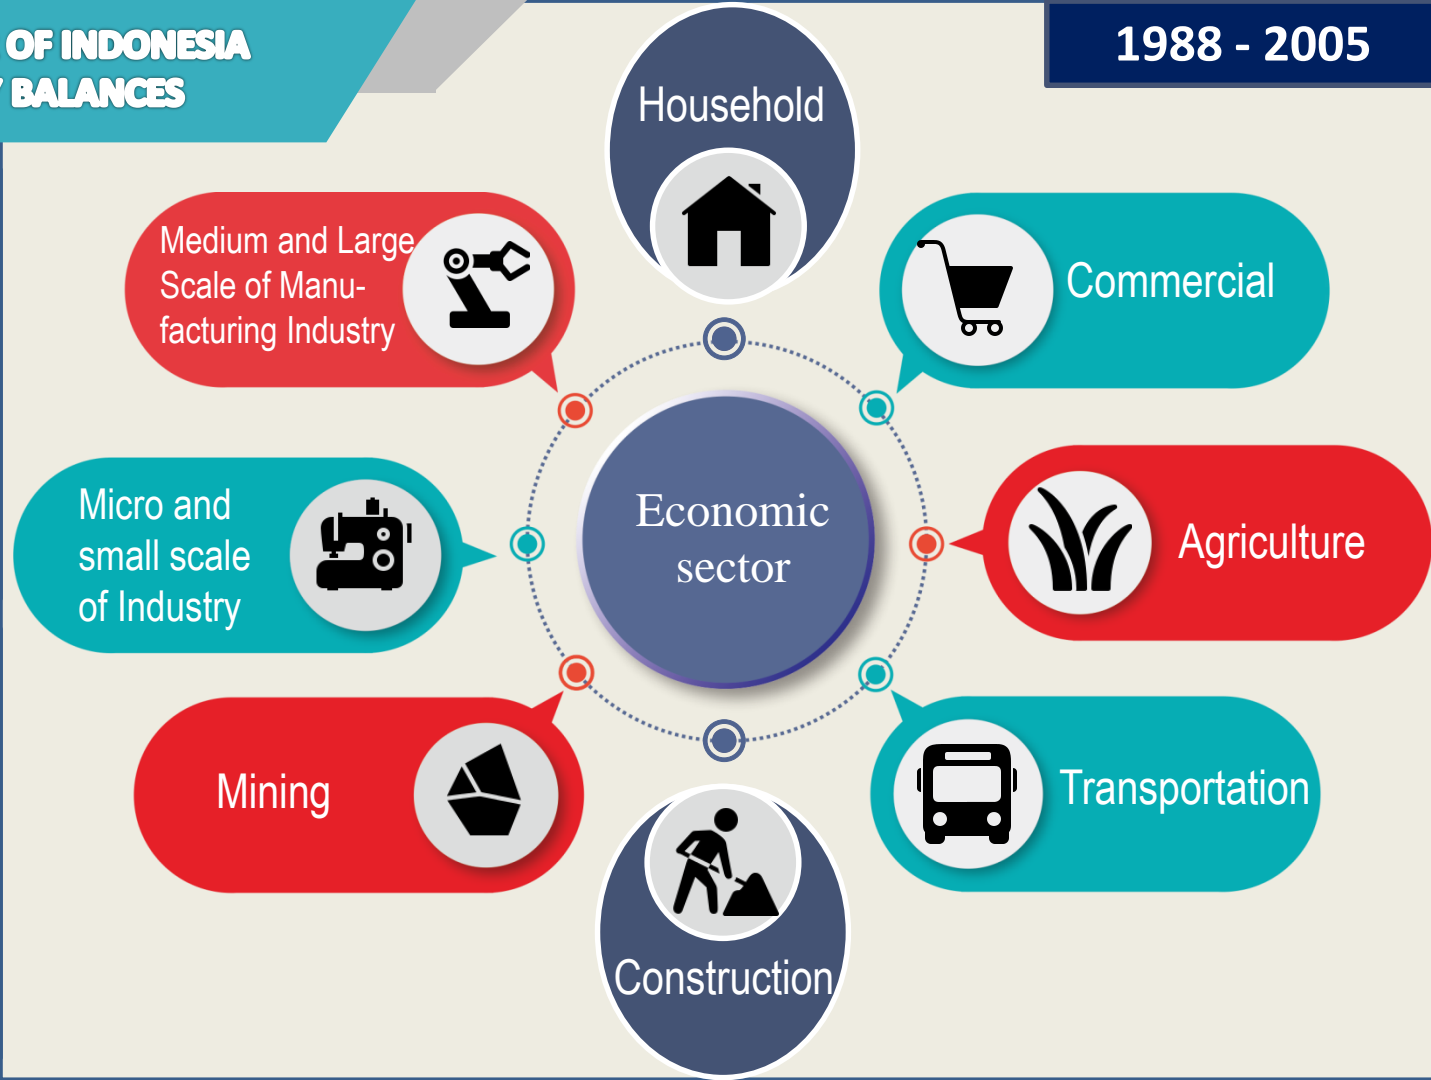 OF INDONESIA
BALANCES
1988 - 2005
Household
Medium and Large
Scale of Manu-
facturing Industry
Commercial
Micro and
small scale
of Industry
Economic
sector
Agriculture
Mining
Transportation
Construction